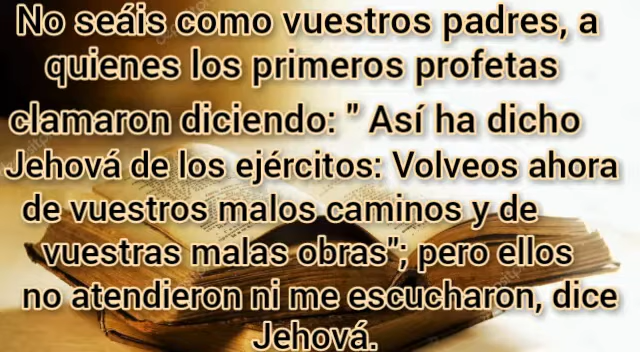 No seáis como vuestros padres, a
quienes los primeros profetas
clamaron diciendo: " Así ha dicho
Jehová de los ejércitos: Volveos ahora
de vuestros malos caminos y de
vuestras malas obras"; pero ellos
no atendieron ni me escucharon, dice
Jehová.